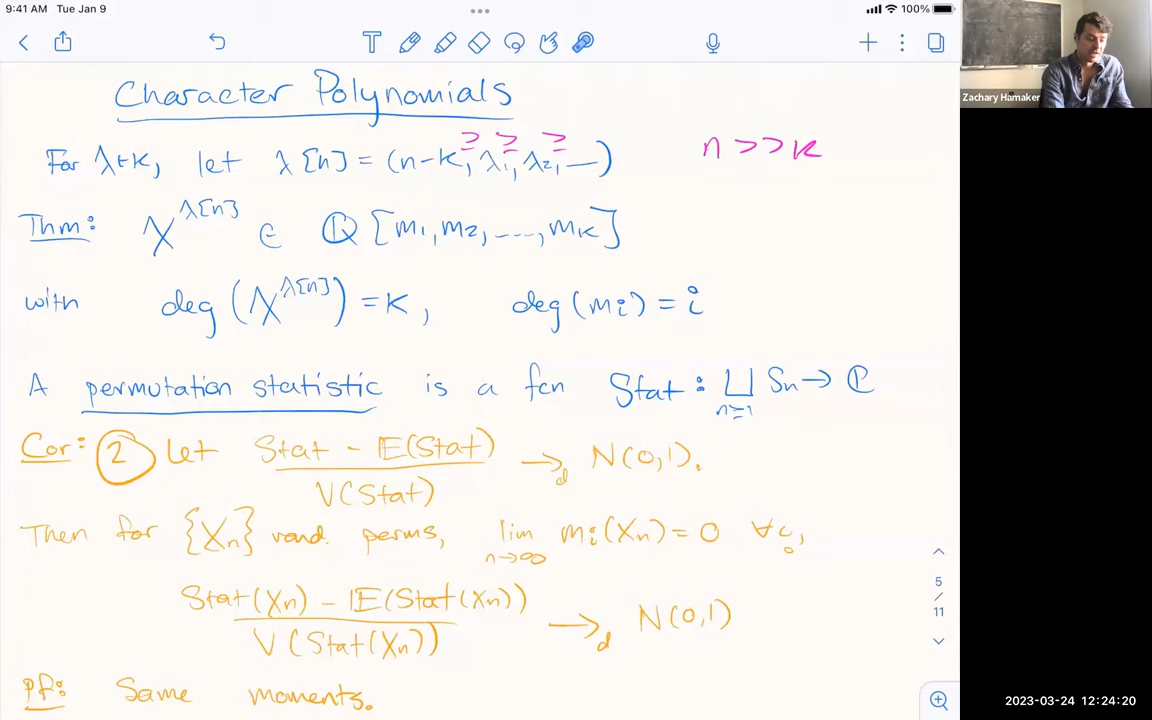 9:41 AM Tue Jan 9
100%
Character Polynomials
For λ⊢k, let λ[n] = (n-k, λ1, λ2, —)
≥ ≥ ≥
n >> k
Thm: χ^λ[n] ∈ ℚ[m1, m2, ..., mk]
with deg(χ^λ[n]) = k, deg(mi) = i
A permutation statistic is a fcn Stat: ⊔ n≥1 Sn → ℂ
Cor: 2 Let (Stat - 𝔼(Stat)) / V(Stat) →d N(0,1).
Then for {Xn} rand. perms, lim n→∞ mi(Xn) = 0 ∀i,
(Stat(Xn) - 𝔼(Stat(Xn))) / V(Stat(Xn)) →d N(0,1)
Pf: Same moments.
5
/
11
Zachary Hamaker
2023-03-24 12:24:20